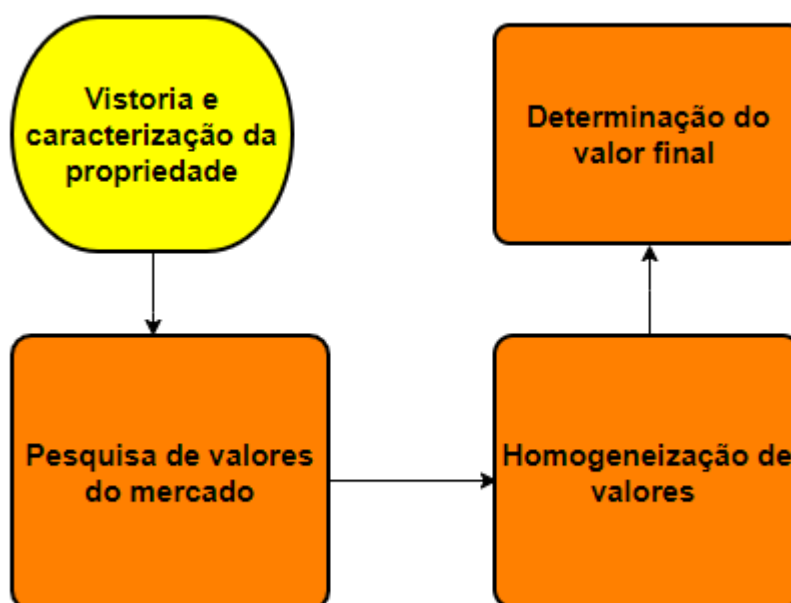 Vistoria e
caracterização da
propriedade
Pesquisa de valores
do mercado
Homogeneização de
valores
Determinação do
valor final